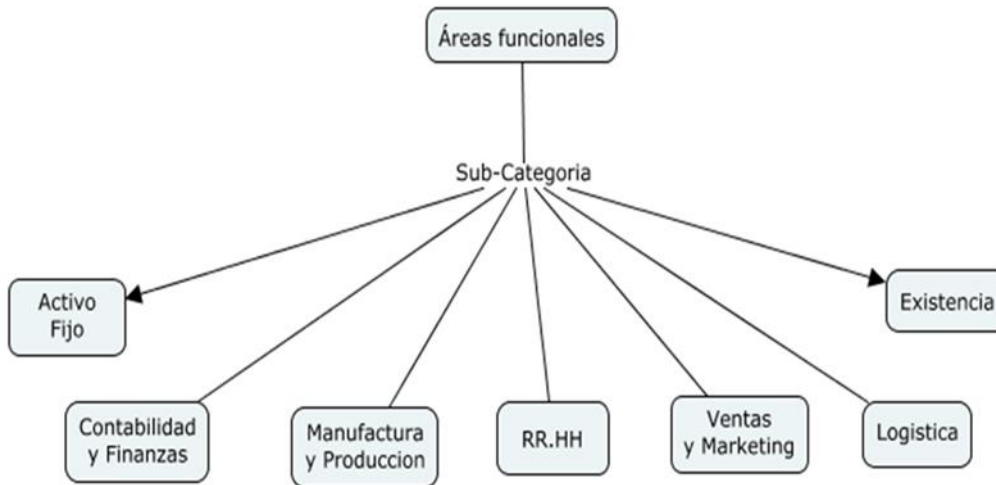 Áreas funcionales
Sub-Categoria
Activo
Fijo
Existencia
Contabilidad
y Finanzas
Manufactura
y Produccion
RR.HH
Ventas
y Marketing
Logistica